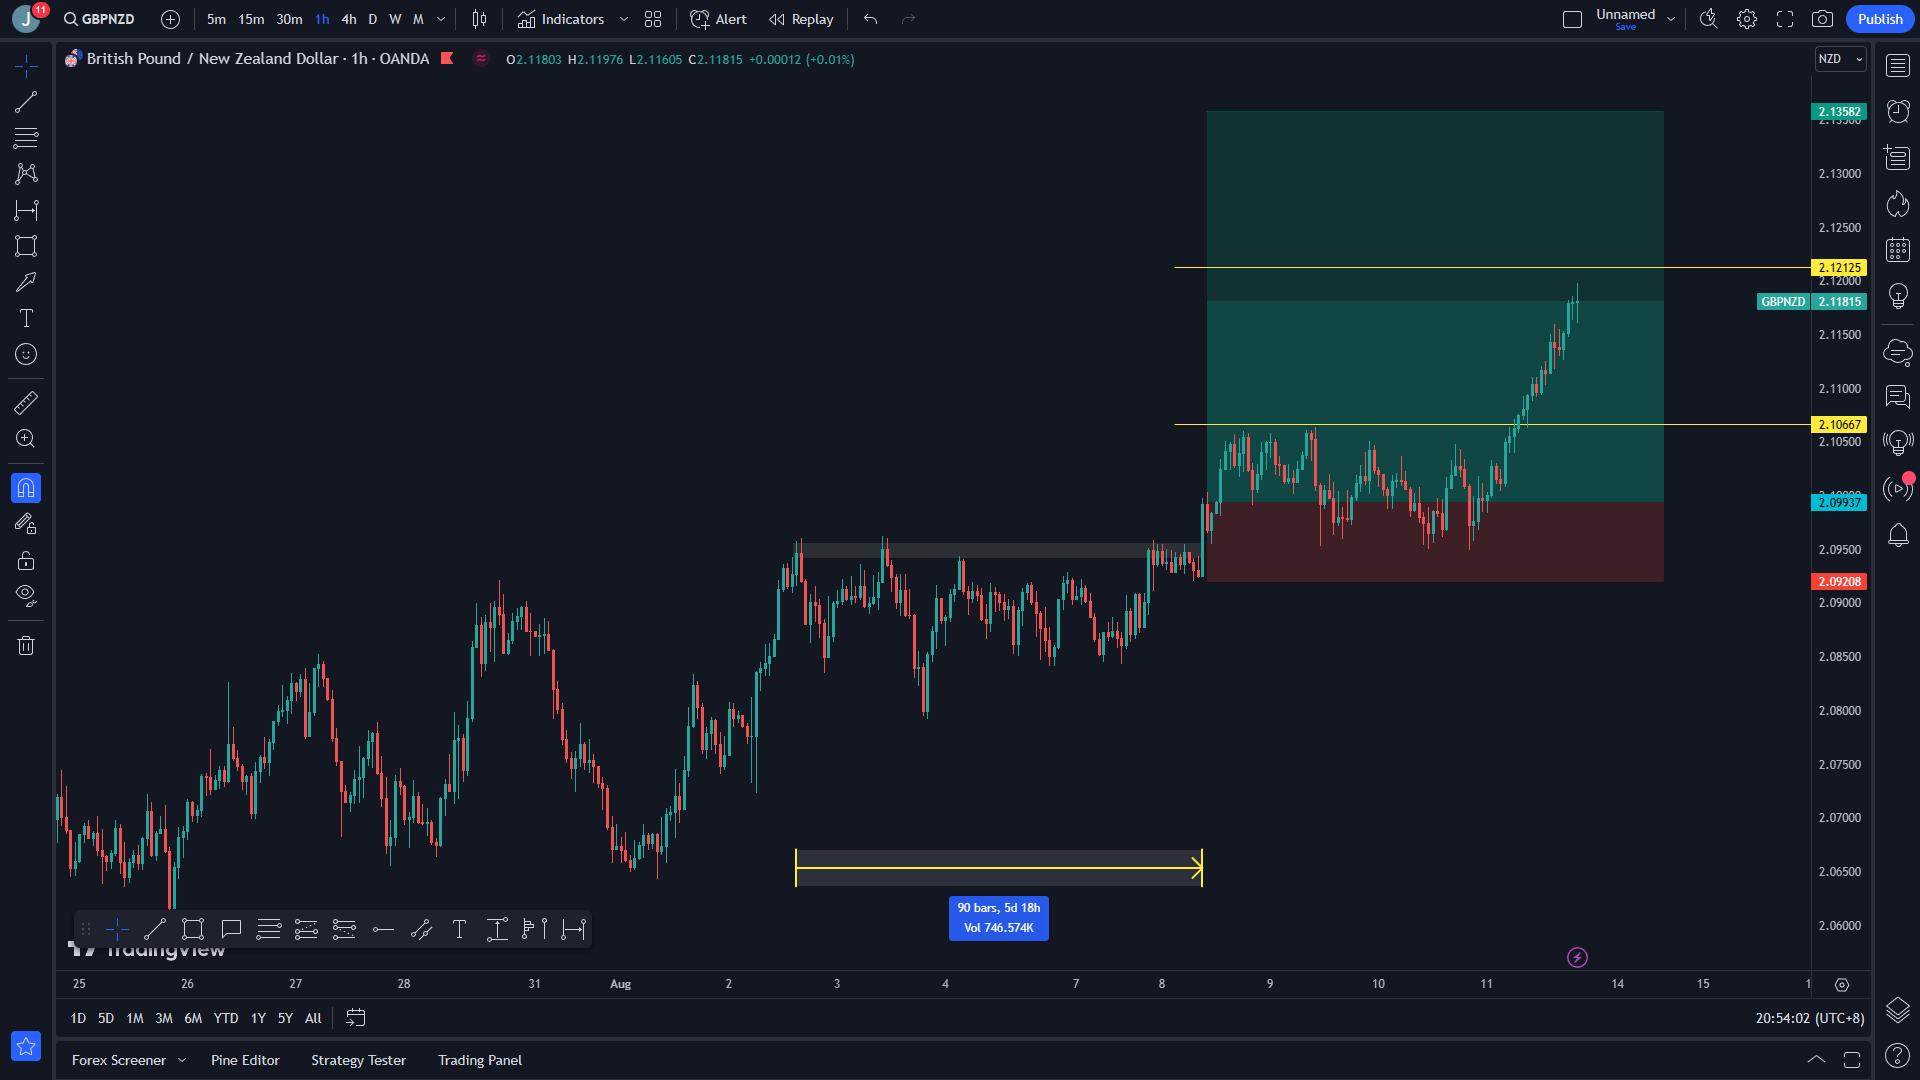 J 11 GBPNZD 5m 15m 30m 1h 4h D W M Indicators Alert Replay Unnamed Save Publish
British Pound / New Zealand Dollar · 1h · OANDA O2.11803 H2.11976 L2.11605 C2.11815 +0.00012 (+0.01%) NZD
2.13582
2.13000
2.12500
2.12125
2.12000
GBPNZD 2.11815
2.11500
2.11000
2.10667
2.10500
2.09937
2.09500
2.09208
2.09000
2.08500
2.08000
2.07500
2.07000
2.06500
2.06000
90 bars, 5d 18h
Vol 746.574K
TradingView
25 26 27 28 31 Aug 2 3 4 7 8 9 10 11 14 15 1
1D 5D 1M 3M 6M YTD 1Y 5Y All 20:54:02 (UTC+8)
Forex Screener Pine Editor Strategy Tester Trading Panel